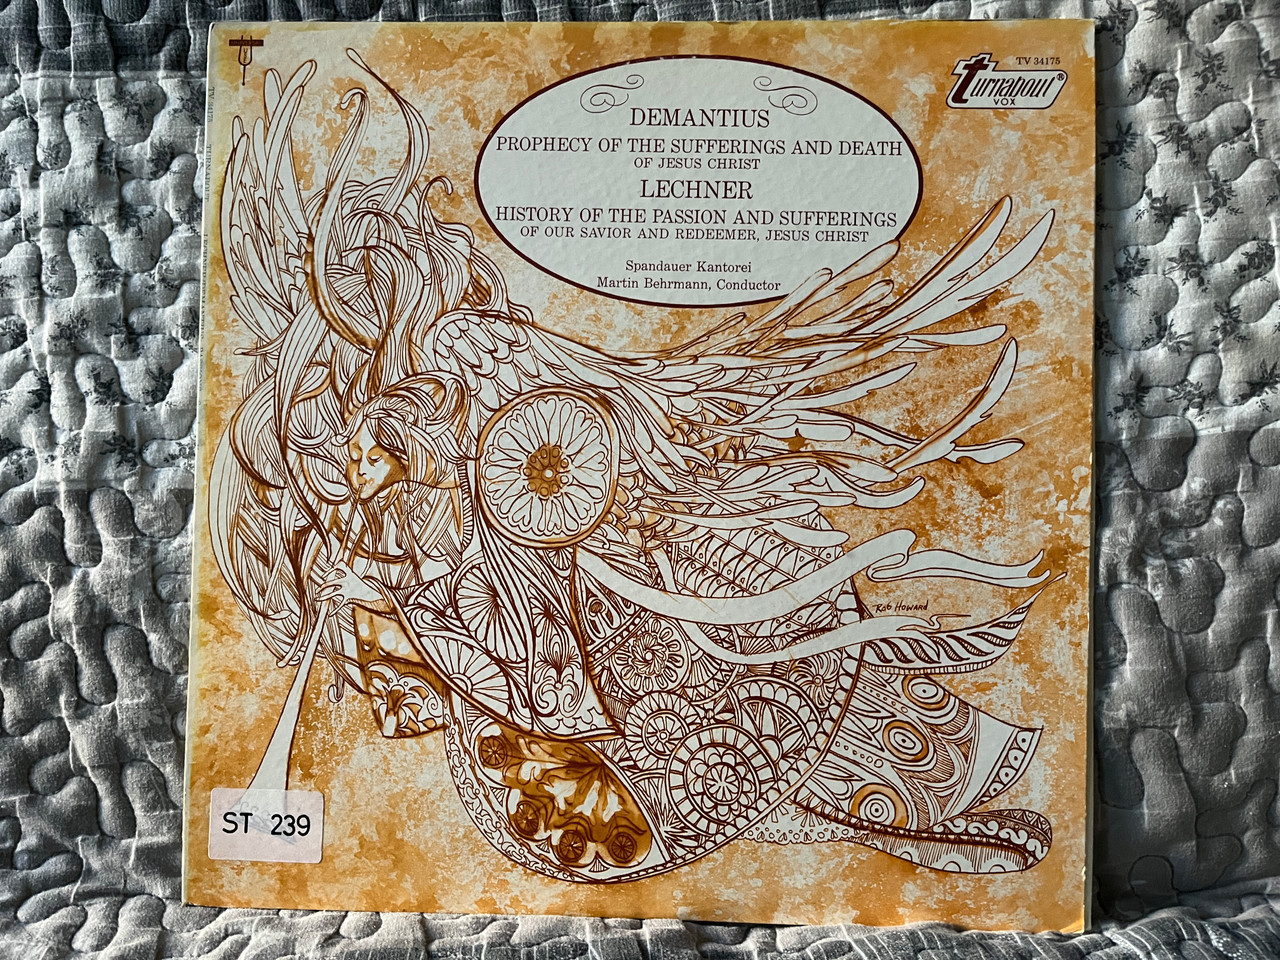 TV 34175
turnabout®
VOX
DEMANTIUS
PROPHECY OF THE SUFFERINGS AND DEATH
OF JESUS CHRIST
LECHNER
HISTORY OF THE PASSION AND SUFFERINGS
OF OUR SAVIOR AND REDEEMER, JESUS CHRIST
Spandauer Kantorei
Martin Behrmann, Conductor
Rob Howard
ST 239